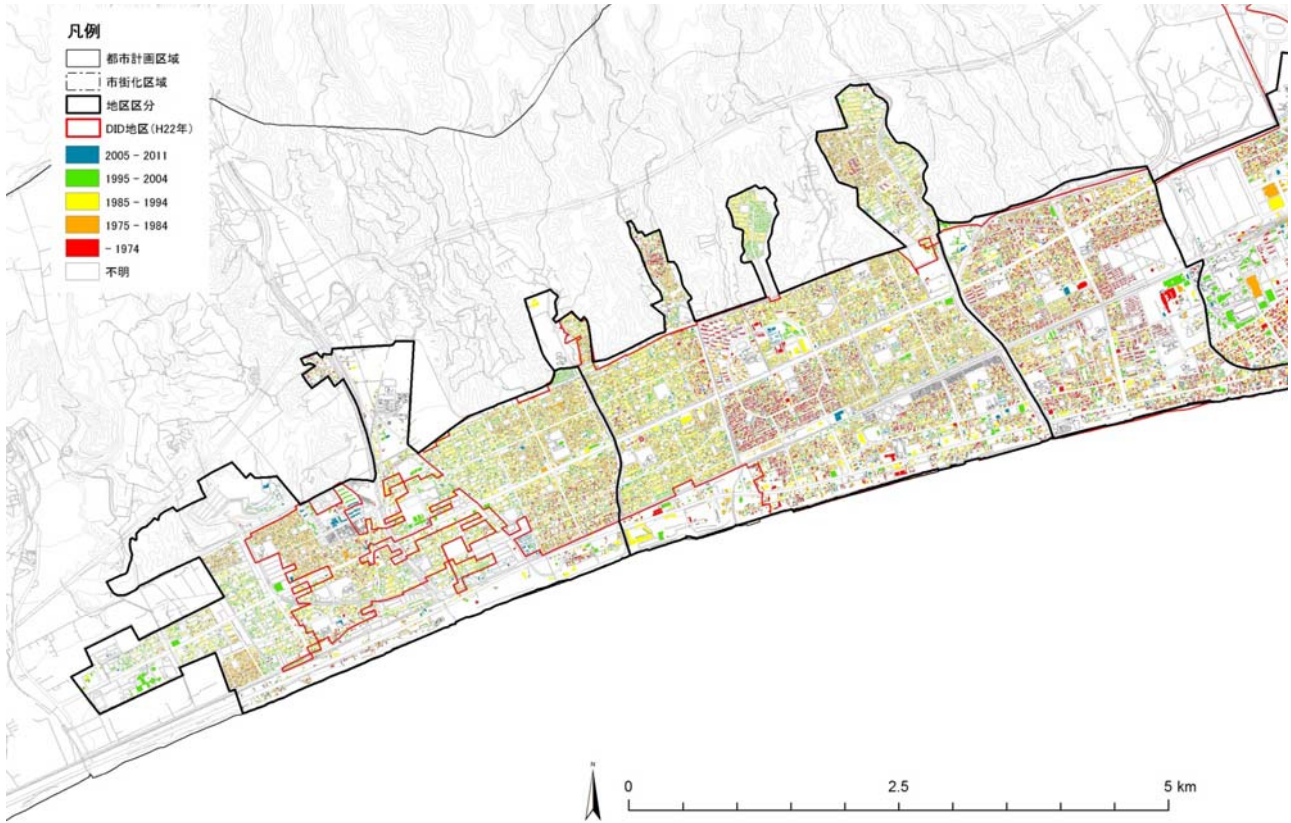 凡例
都市計画区域
市街化区域
地区区分
DID地区(H22年)
2005 - 2011
1995 - 2004
1985 - 1994
1975 - 1984
- 1974
不明
N
0
2.5
5 km